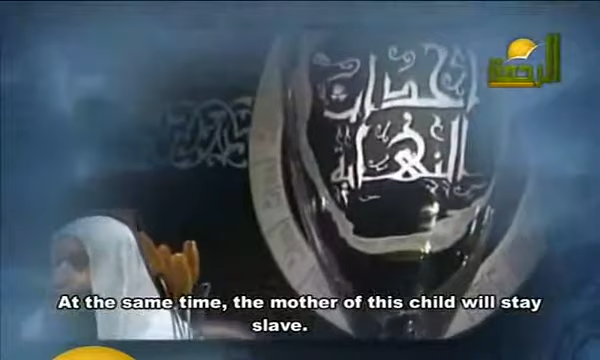 الرحمة
أحداث
النهاية
At the same time, the mother of this child will stay
slave.